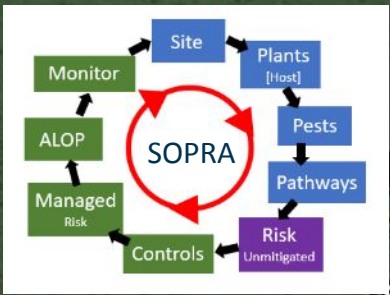 Site
Plants
[Host]
Pests
Pathways
Risk
Unmitigated
Controls
Managed
Risk
ALOP
Monitor
SOPRA